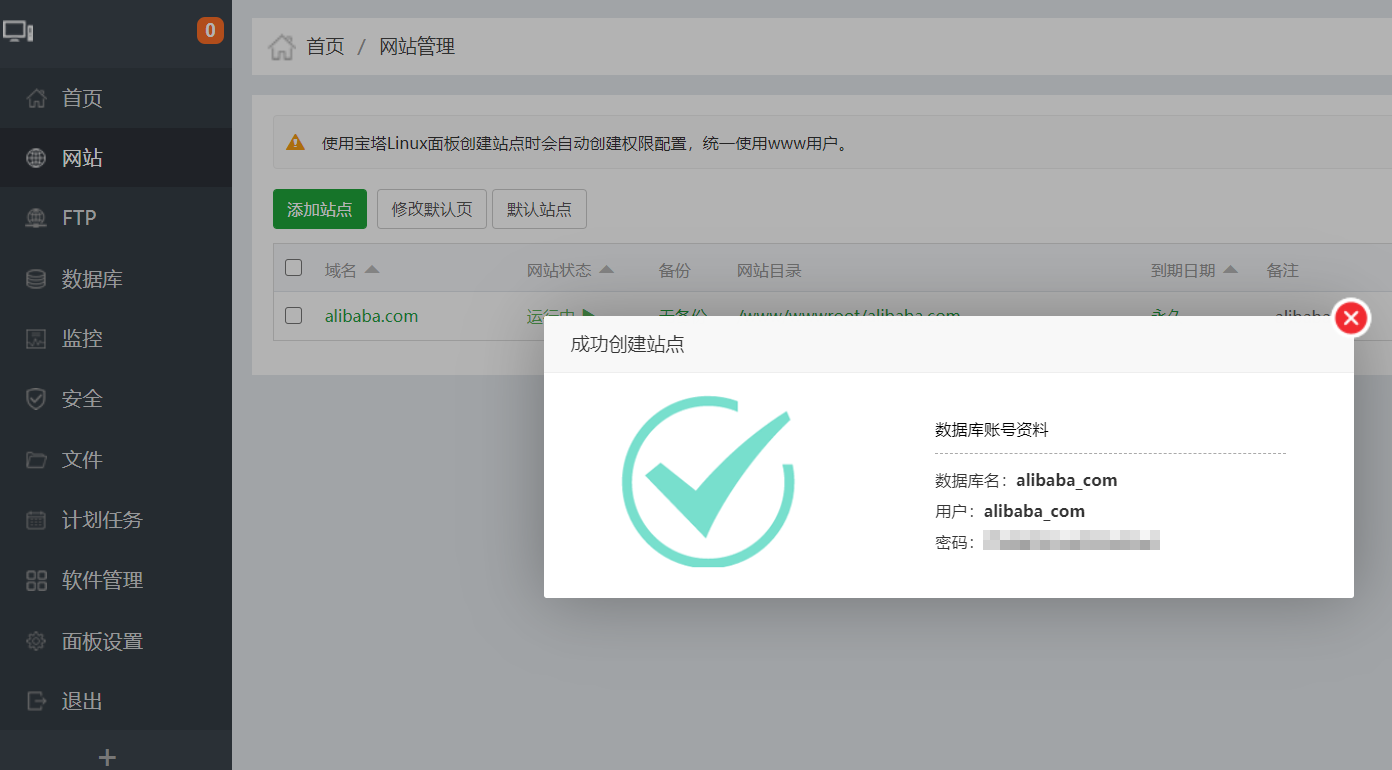 0
首页
网站
FTP
数据库
监控
安全
文件
计划任务
软件管理
面板设置
退出
首页 / 网站管理
使用宝塔Linux面板创建站点时会自动创建权限配置，统一使用www用户。
添加站点 修改默认页 默认站点
域名 网站状态 备份 网站目录 到期日期 备注
alibaba.com 运行中 无备份 /www/wwwroot/alibaba.com 永久 alibaba
成功创建站点
数据库账号资料
数据库名：alibaba_com
用户：alibaba_com
密码：